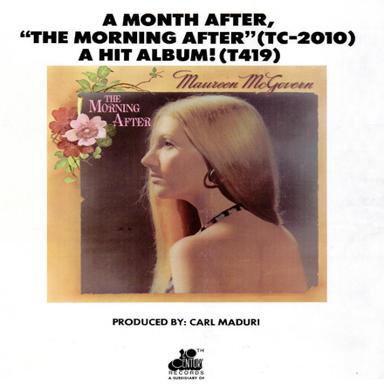 A MONTH AFTER,
“THE MORNING AFTER” (TC-2010)
A HIT ALBUM! (T419)
Maureen McGovern
THE
MORNING
AFTER
PRODUCED BY: CARL MADURI
20TH
CENTURY
RECORDS
A SUBSIDIARY OF